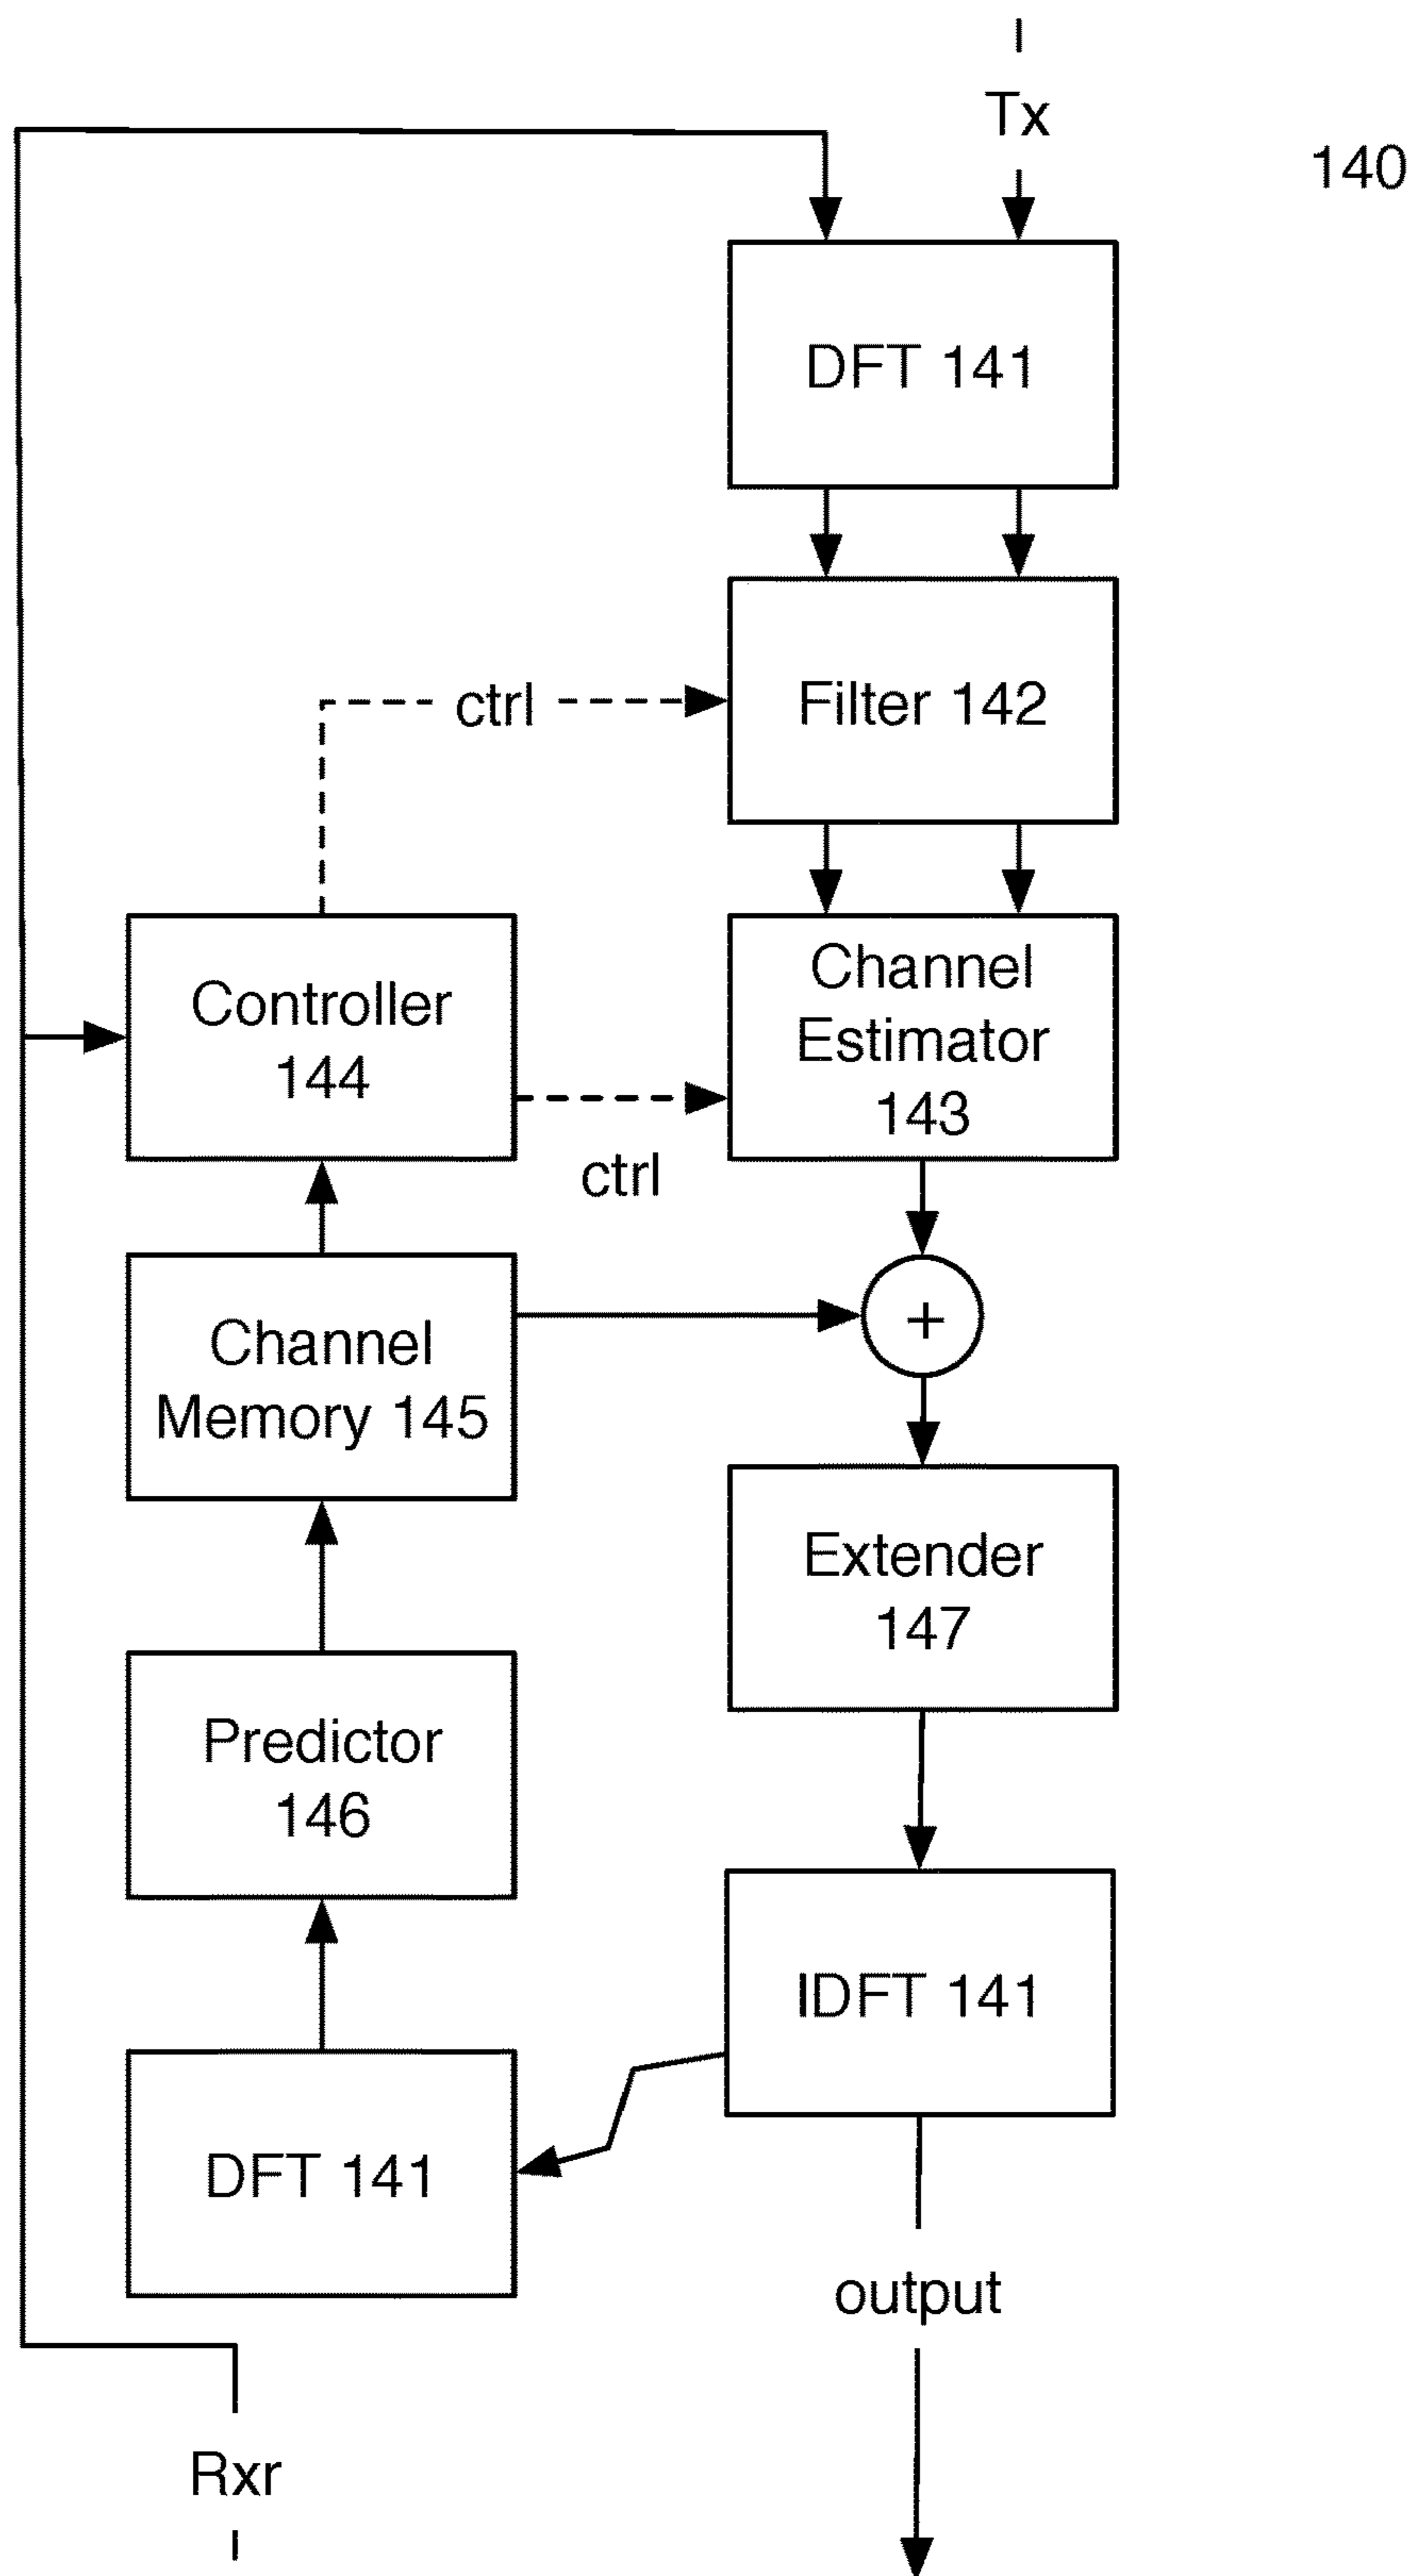 Tx
140
DFT 141
ctrl
Filter 142
Controller
144
Channel
Estimator
143
ctrl
Channel
Memory 145
+
Extender
147
Predictor
146
IDFT 141
DFT 141
output
Rxr